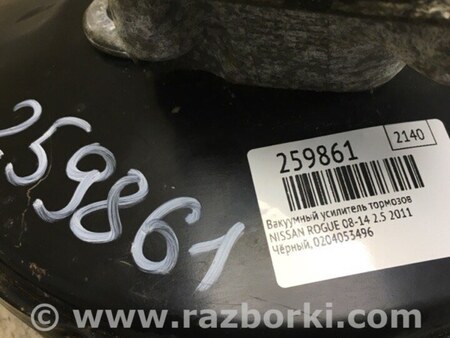 259861
2140
259861
Вакуумный усилитель тормозов
NISSAN ROGUE 08-14 2.5 2011
Чёрный, 0204053496
www.razborki.com